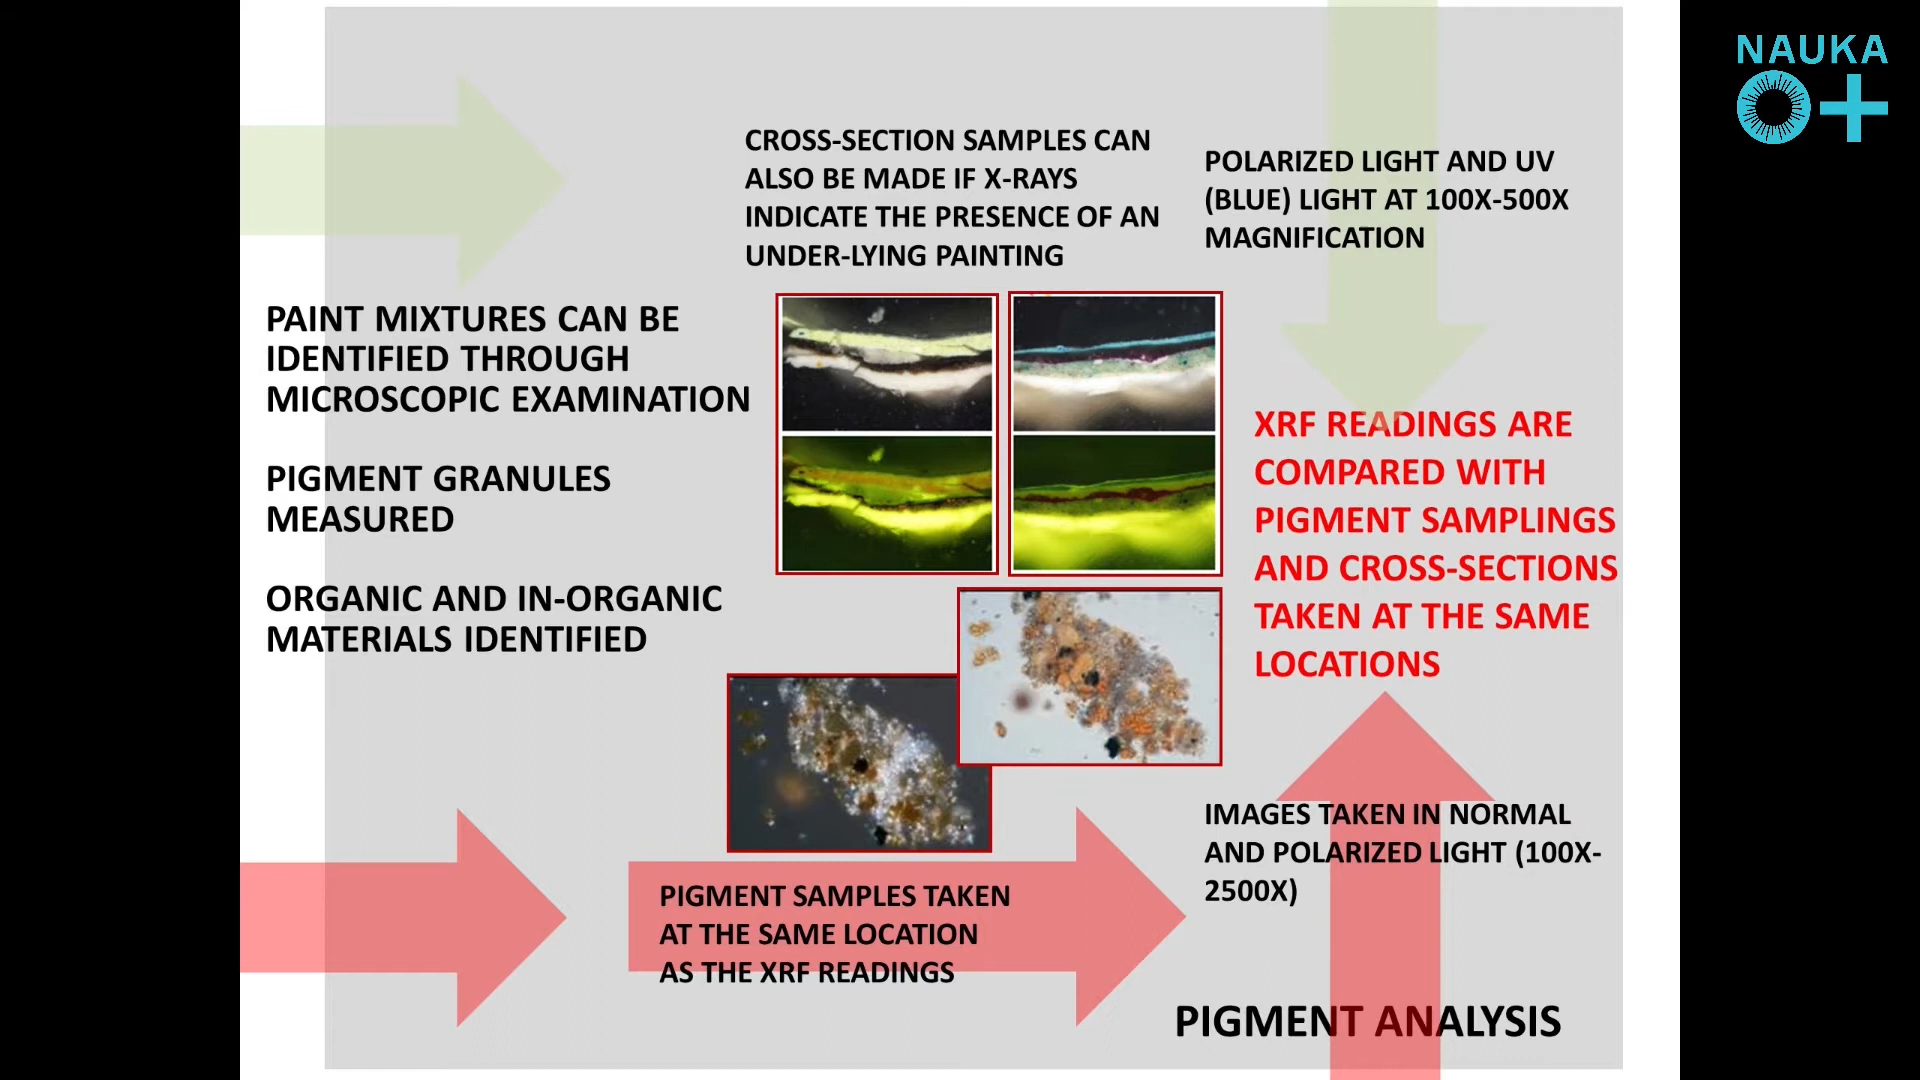 NAUKA
0+
CROSS-SECTION SAMPLES CAN
ALSO BE MADE IF X-RAYS
INDICATE THE PRESENCE OF AN
UNDER-LYING PAINTING
POLARIZED LIGHT AND UV
(BLUE) LIGHT AT 100X-500X
MAGNIFICATION
PAINT MIXTURES CAN BE
IDENTIFIED THROUGH
MICROSCOPIC EXAMINATION
PIGMENT GRANULES
MEASURED
ORGANIC AND IN-ORGANIC
MATERIALS IDENTIFIED
XRF READINGS ARE
COMPARED WITH
PIGMENT SAMPLINGS
AND CROSS-SECTIONS
TAKEN AT THE SAME
LOCATIONS
PIGMENT SAMPLES TAKEN
AT THE SAME LOCATION
AS THE XRF READINGS
IMAGES TAKEN IN NORMAL
AND POLARIZED LIGHT (100X-
2500X)
PIGMENT ANALYSIS